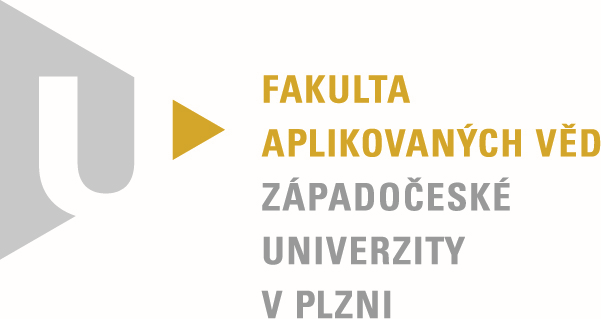 U
FAKULTA
APLIKOVANÝCH VĚD
ZÁPADOČESKÉ
UNIVERZITY
V PLZNI